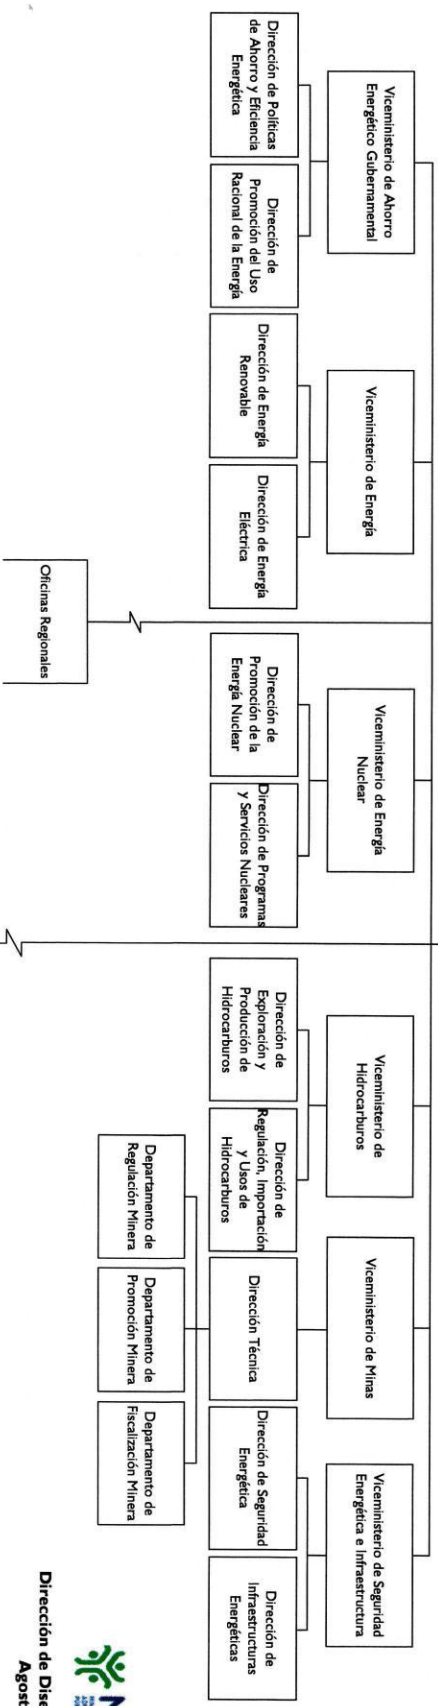 Viceministerio de Ahorro
Energético Gubernamental
Viceministerio de Energía
Viceministerio de Energía
Nuclear
Viceministerio de
Hidrocarburos
Viceministerio de Minas
Viceministerio de Seguridad
Energética e Infraestructura
Dirección de Políticas
de Ahorro y Eficiencia
Energética
Dirección de
Promoción del Uso
Racional de la Energía
Dirección de Energía
Renovable
Dirección de Energía
Eléctrica
Dirección de
Promoción de la
Energía Nuclear
Dirección de Programas
y Servicios Nucleares
Dirección de
Exploración y
Producción de
Hidrocarburos
Dirección de
Regulación, Importación
y Usos de
Hidrocarburos
Dirección Técnica
Dirección de Seguridad
Energética
Dirección de
Infraestructuras
Energéticas
Departamento de
Regulación Minera
Departamento de
Promoción Minera
Departamento de
Fiscalización Minera
Oficinas Regionales
Dirección de Dise
Agost